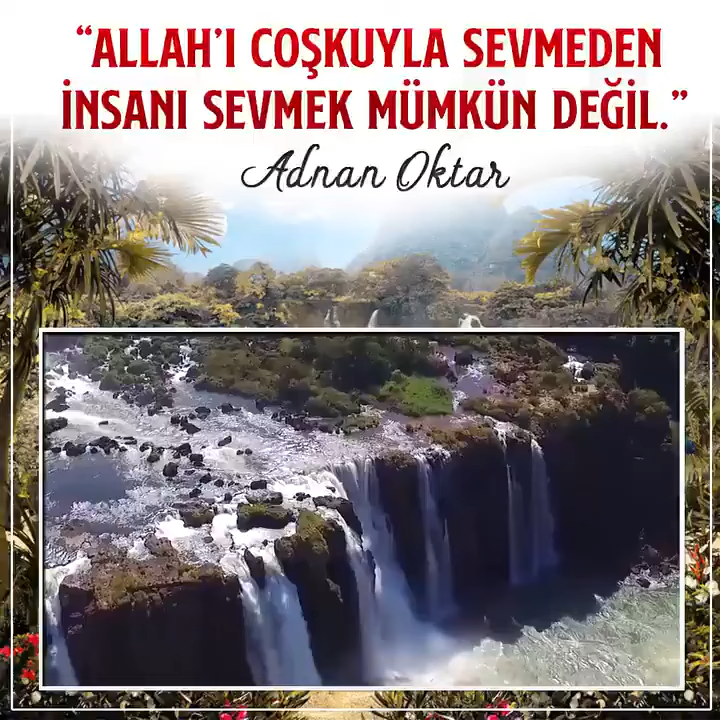 “ALLAH’I COŞKUYLA SEVMEDEN
İNSANI SEVMEK MÜMKÜN DEĞİL.”
Adnan Oktar